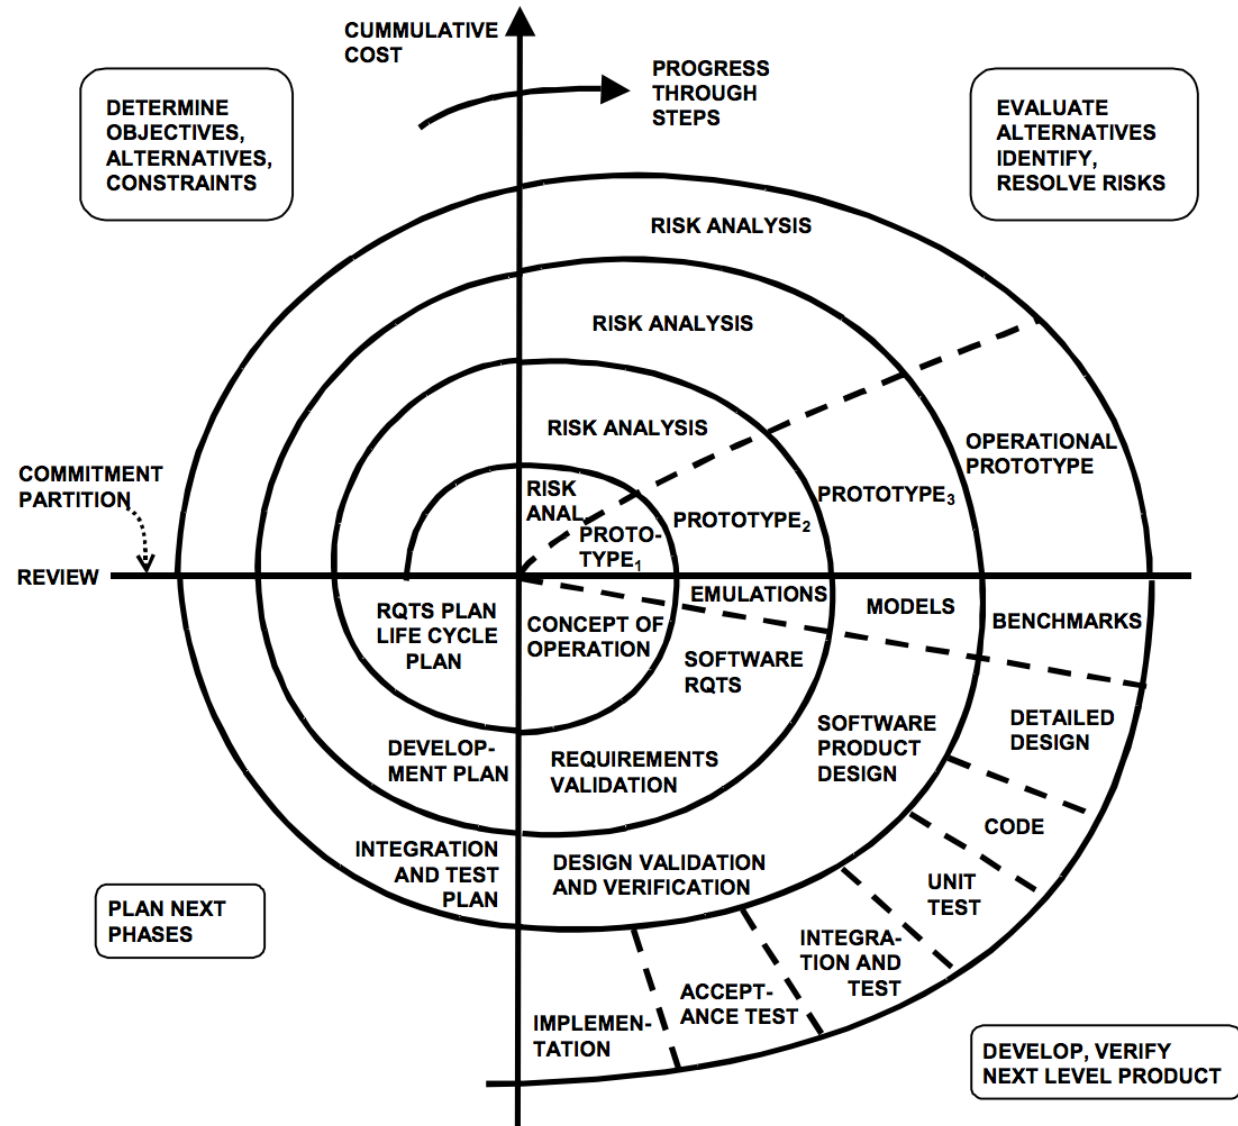 CUMMULATIVE
COST
PROGRESS
THROUGH
STEPS
DETERMINE
OBJECTIVES,
ALTERNATIVES,
CONSTRAINTS
EVALUATE
ALTERNATIVES
IDENTIFY,
RESOLVE RISKS
RISK ANALYSIS
RISK ANALYSIS
RISK ANALYSIS
RISK
ANAL.
PROTO-
TYPE1
PROTOTYPE2
PROTOTYPE3
OPERATIONAL
PROTOTYPE
COMMITMENT
PARTITION
REVIEW
RQTS PLAN
LIFE CYCLE
PLAN
CONCEPT OF
OPERATION
EMULATIONS
MODELS
BENCHMARKS
SOFTWARE
RQTS
SOFTWARE
PRODUCT
DESIGN
DETAILED
DESIGN
DEVELOP-
MENT PLAN
REQUIREMENTS
VALIDATION
CODE
INTEGRATION
AND TEST
PLAN
DESIGN VALIDATION
AND VERIFICATION
UNIT
TEST
PLAN NEXT
PHASES
INTEGRA-
TION AND
TEST
ACCEPT-
ANCE TEST
IMPLEMEN-
TATION
DEVELOP, VERIFY
NEXT LEVEL PRODUCT